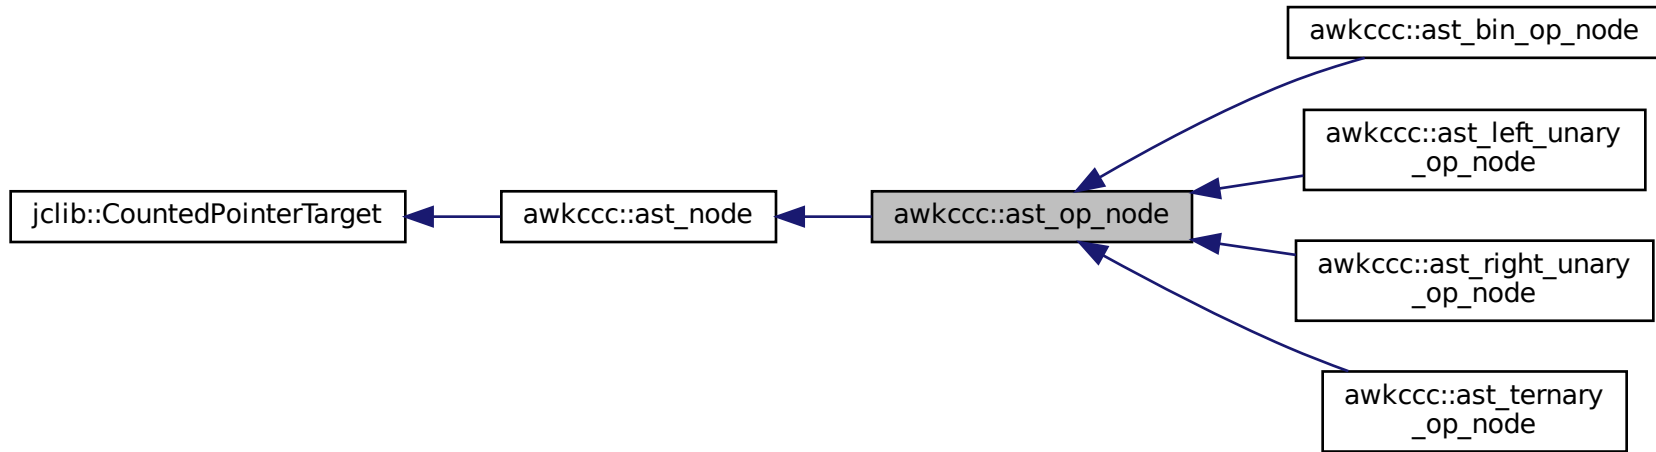 awkccc::ast_bin_op_node
awkccc::ast_left_unary
_op_node
jclib::CountedPointerTarget
awkccc::ast_node
awkccc::ast_op_node
awkccc::ast_right_unary
_op_node
awkccc::ast_ternary
_op_node